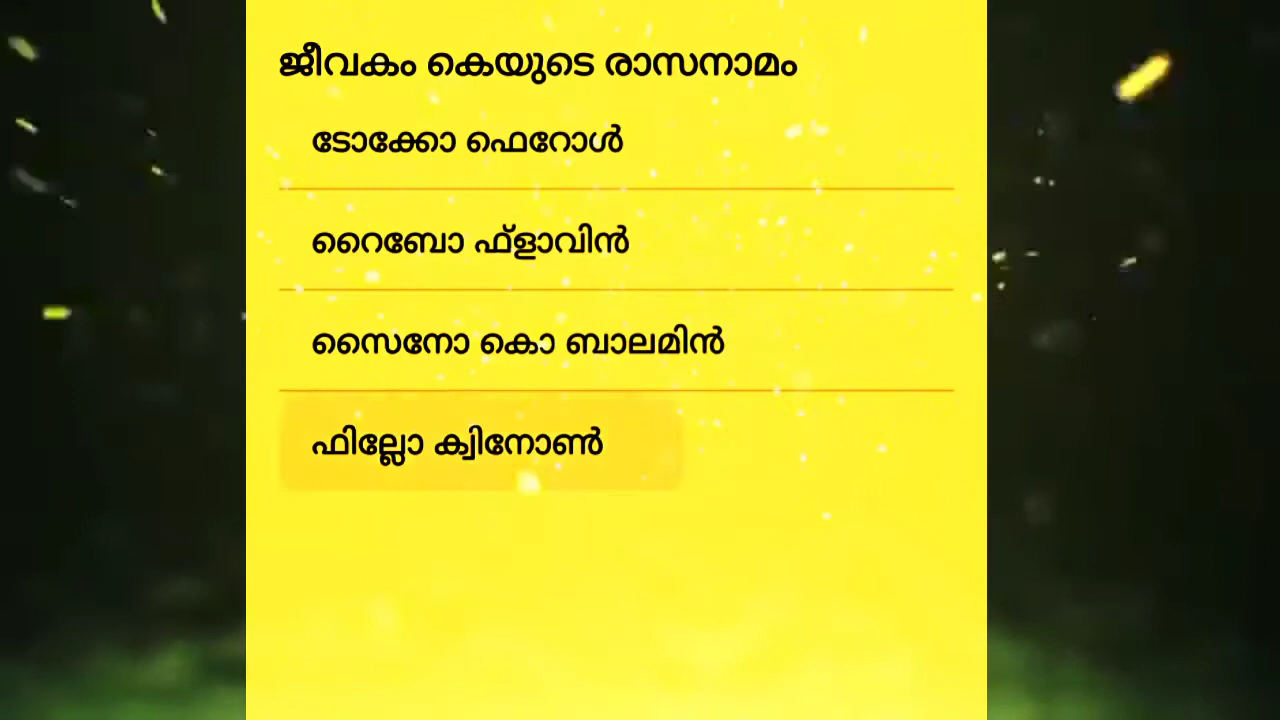 ജീവകം കെയുടെ രാസനാമം
ടോക്കോ ഫെറോൾ
റൈബോ ഫ്ളാവിൻ
സൈനോ കൊ ബാലമിൻ
ഫില്ലോ ക്വിനോൺ